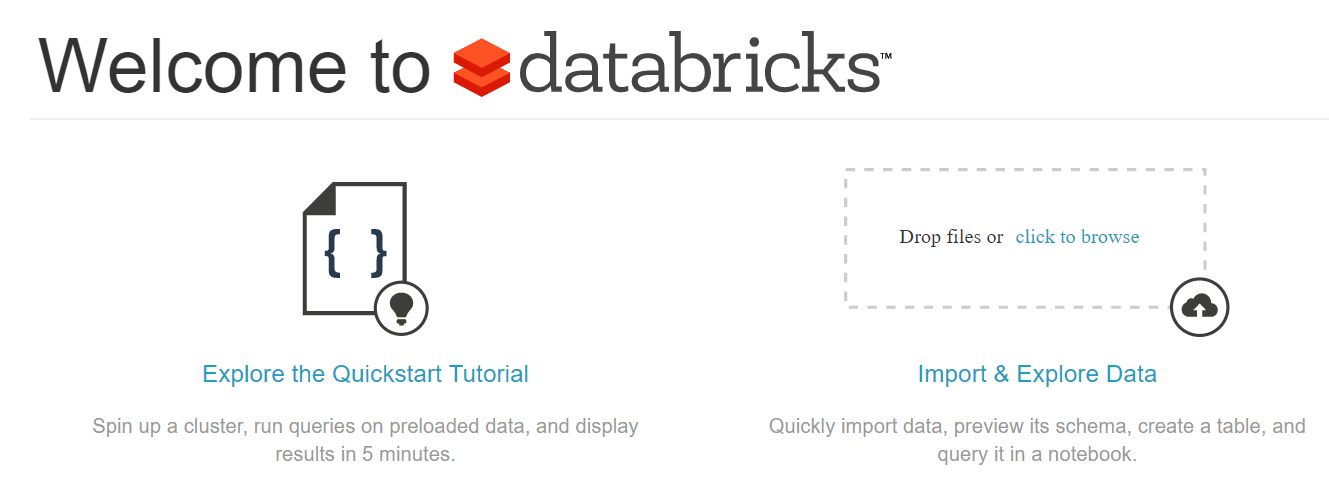 Welcome to databricks™
{ }
Drop files or click to browse
Explore the Quickstart Tutorial
Import & Explore Data
Spin up a cluster, run queries on preloaded data, and display
results in 5 minutes.
Quickly import data, preview its schema, create a table, and
query it in a notebook.